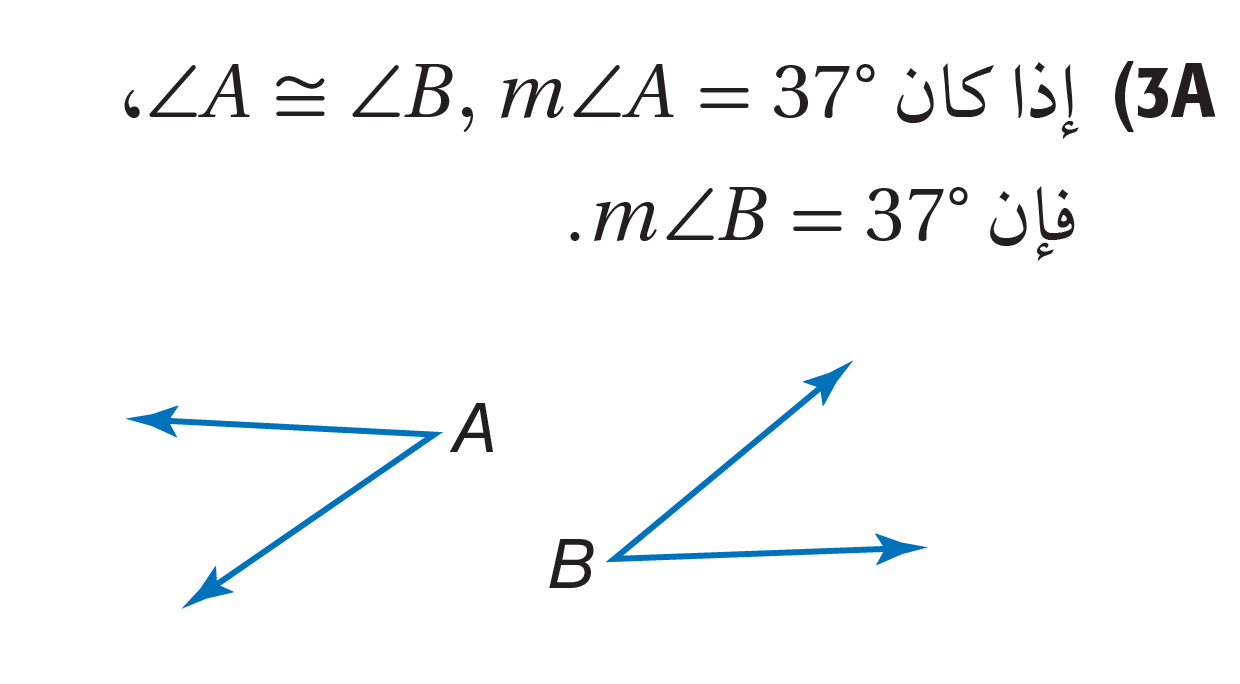 3A) إذا كان ∠A ≅ ∠B, m∠A = 37°،
فإن m∠B = 37°.
A
B